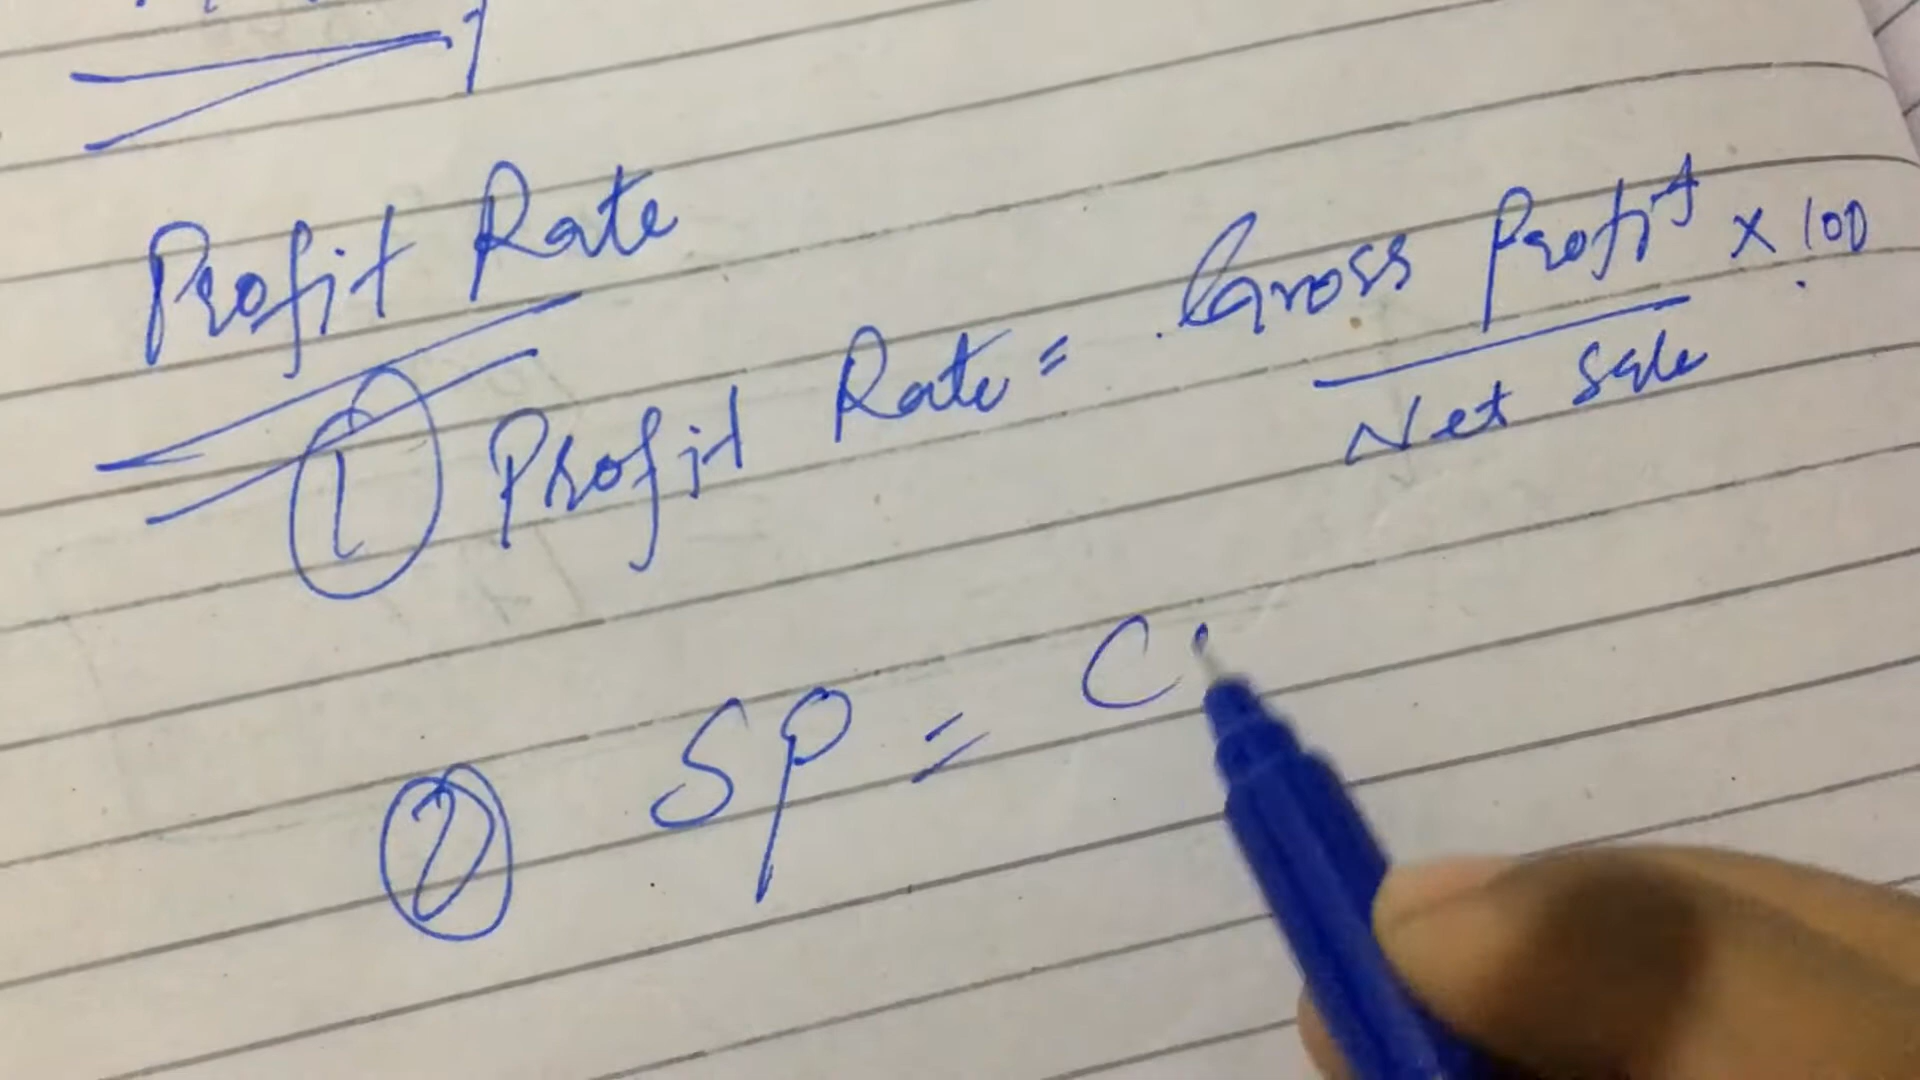 Profit Rate
① Profit Rate = Gross Profit × 100
Net Sale
② SP = C